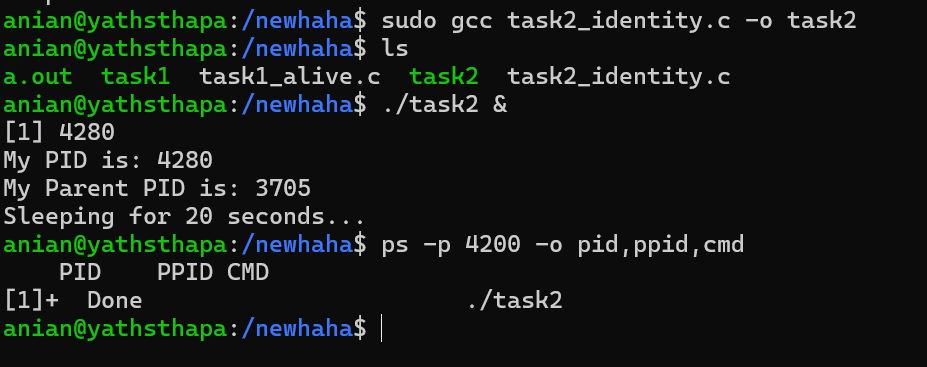 anian@yathsthapa:/newhaha$ sudo gcc task2_identity.c -o task2
anian@yathsthapa:/newhaha$ ls
a.out  task1  task1_alive.c  task2  task2_identity.c
anian@yathsthapa:/newhaha$ ./task2 &
[1] 4280
My PID is: 4280
My Parent PID is: 3705
Sleeping for 20 seconds...
anian@yathsthapa:/newhaha$ ps -p 4200 -o pid,ppid,cmd
    PID    PPID CMD
[1]+  Done                    ./task2
anian@yathsthapa:/newhaha$